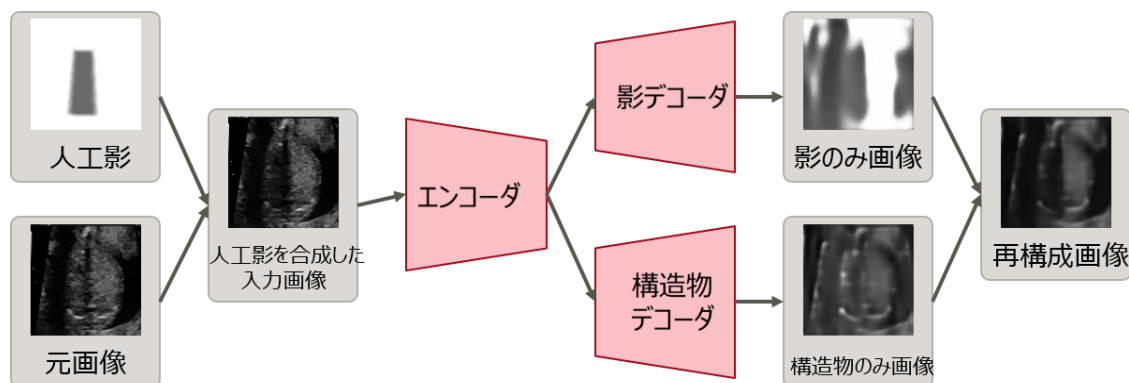 人工影
元画像
人工影を合成した
入力画像
エンコーダ
影デコーダ
構造物
デコーダ
影のみ画像
構造物のみ画像
再構成画像